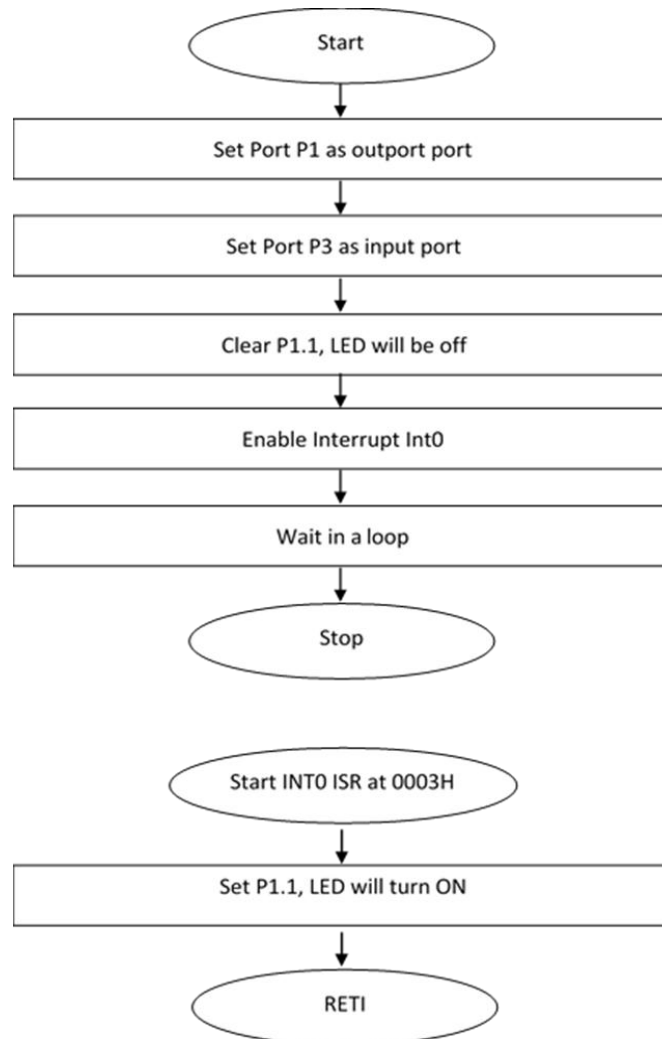 Start
Set Port P1 as outport port
Set Port P3 as input port
Clear P1.1, LED will be off
Enable Interrupt Int0
Wait in a loop
Stop
Start INT0 ISR at 0003H
Set P1.1, LED will turn ON
RETI